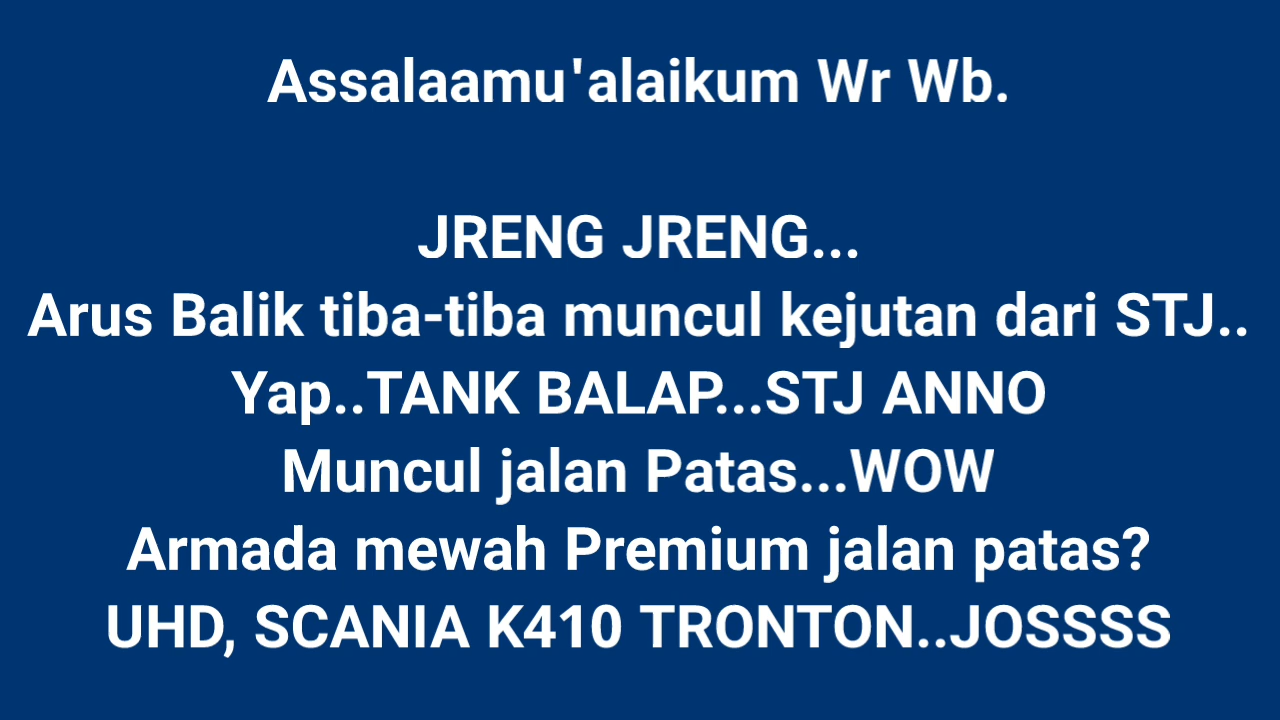 Assalaamu'alaikum Wr Wb.
JRENG JRENG...
Arus Balik tiba-tiba muncul kejutan dari STJ..
Yap..TANK BALAP...STJ ANNO
Muncul jalan Patas...WOW
Armada mewah Premium jalan patas?
UHD, SCANIA K410 TRONTON..JOSSSS